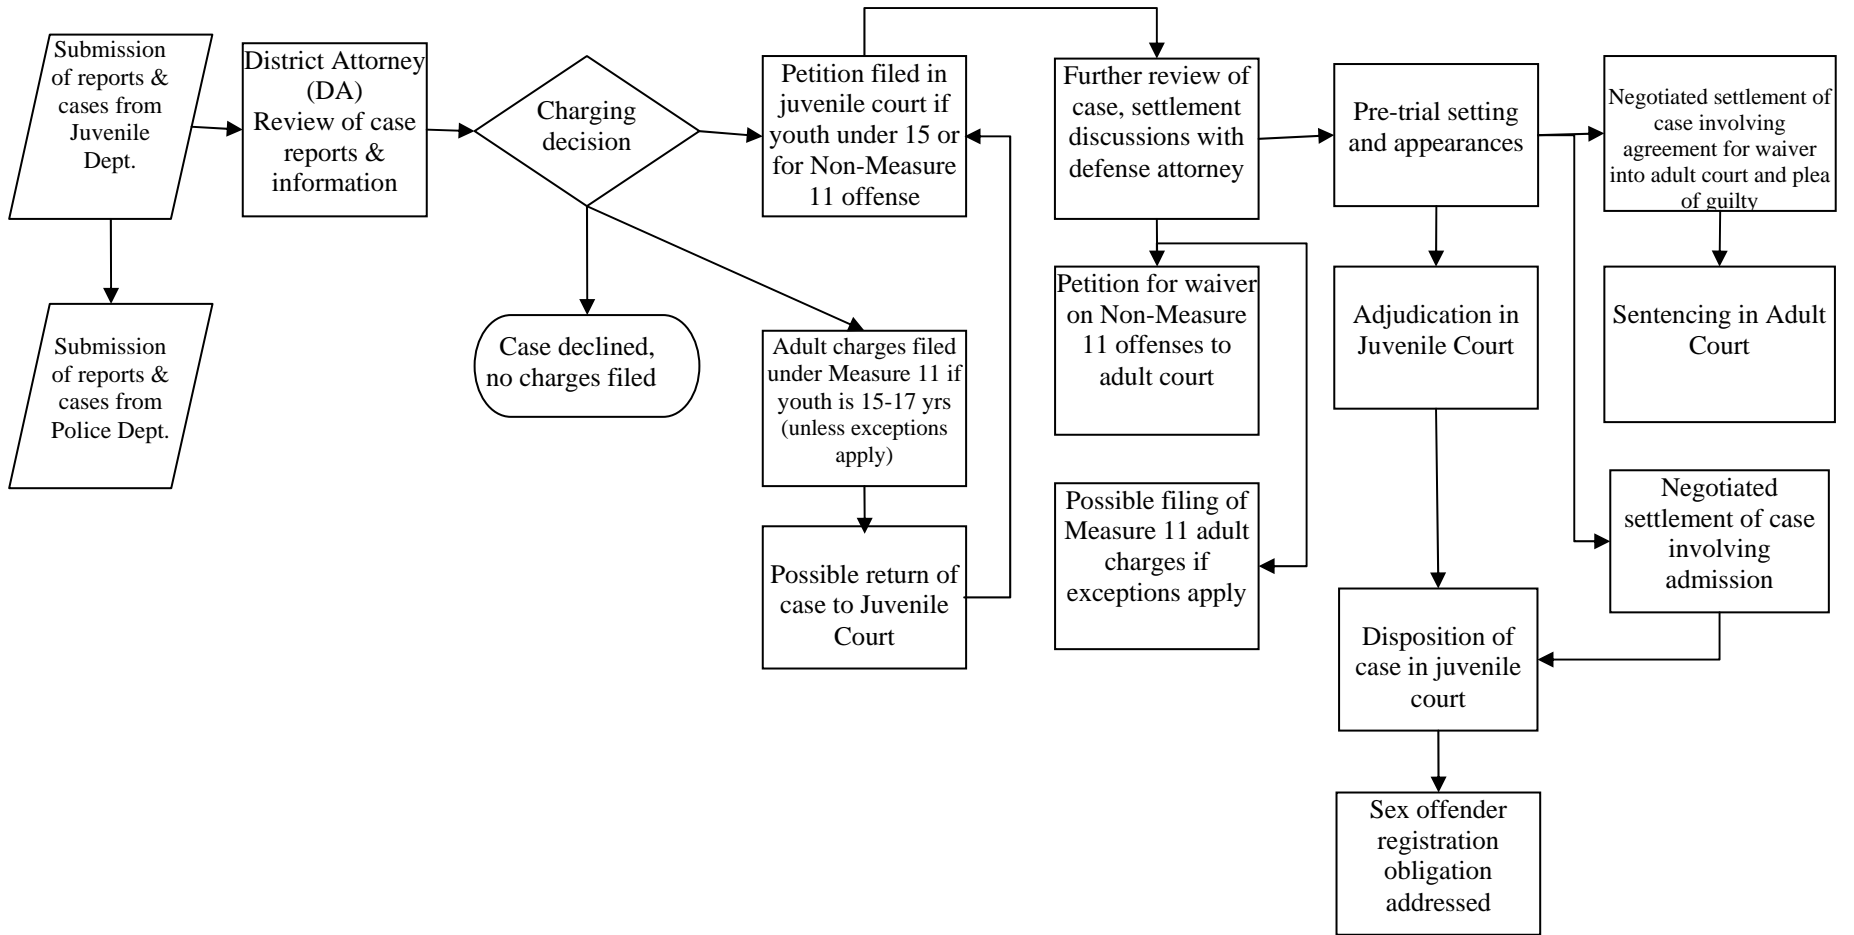 Submission
of reports &
cases from
Juvenile
Dept.
District Attorney
(DA)
Review of case
reports &
information
Charging
decision
Petition filed in
juvenile court if
youth under 15 or
for Non-Measure
11 offense
Further review of
case, settlement
discussions with
defense attorney
Pre-trial setting
and appearances
Negotiated settlement of
case involving
agreement for waiver
into adult court and plea
of guilty
Submission
of reports &
cases from
Police Dept.
Case declined,
no charges filed
Adult charges filed
under Measure 11 if
youth is 15-17 yrs
(unless exceptions
apply)
Petition for waiver
on Non-Measure
11 offenses to
adult court
Adjudication in
Juvenile Court
Sentencing in Adult
Court
Possible return of
case to Juvenile
Court
Possible filing of
Measure 11 adult
charges if
exceptions apply
Negotiated
settlement of case
involving
admission
Disposition of
case in juvenile
court
Sex offender
registration
obligation
addressed